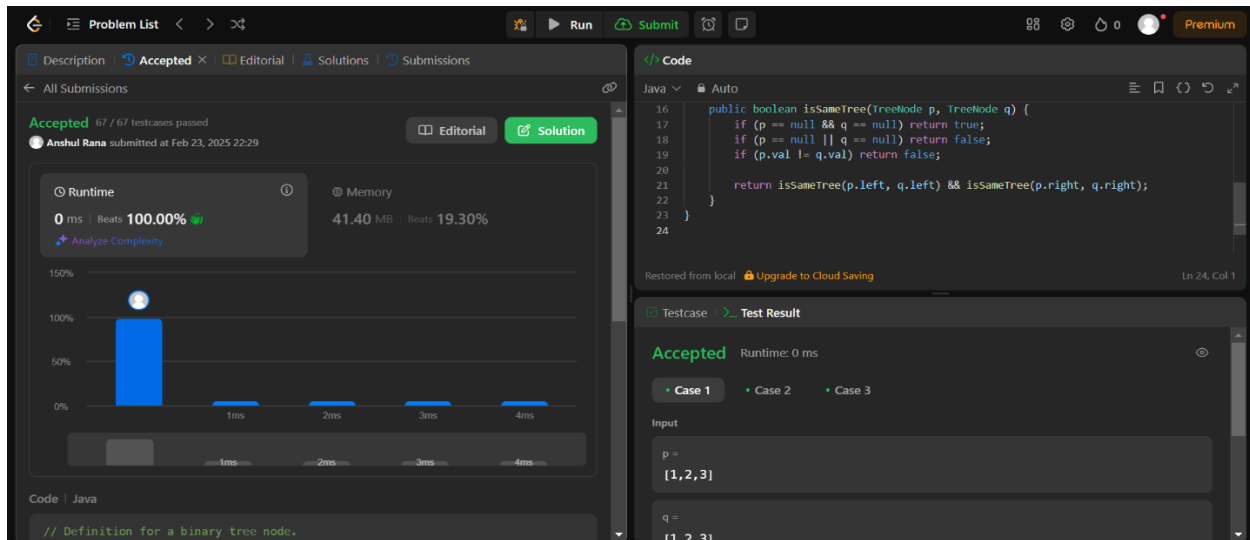 Problem List
Run
Submit
0
Premium
Description
Accepted
Editorial
Solutions
Submissions
All Submissions
Accepted 67 / 67 testcases passed
Anshul Rana submitted at Feb 23, 2025 22:29
Editorial
Solution
Runtime
0 ms | Beats 100.00%
Analyze Complexity
Memory
41.40 MB | Beats 19.30%
150%
100%
50%
0%
1ms 2ms 3ms 4ms
1ms 2ms 3ms 4ms
Code | Java
// Definition for a binary tree node.
</> Code
Java Auto
16 public boolean isSameTree(TreeNode p, TreeNode q) {
17 if (p == null && q == null) return true;
18 if (p == null || q == null) return false;
19 if (p.val != q.val) return false;
20
21 return isSameTree(p.left, q.left) && isSameTree(p.right, q.right);
22 }
23 }
24
Restored from local Upgrade to Cloud Saving Ln 24, Col 1
Testcase >_ Test Result
Accepted Runtime: 0 ms
• Case 1 • Case 2 • Case 3
Input
p =
[1,2,3]
q =
[1,2,3]